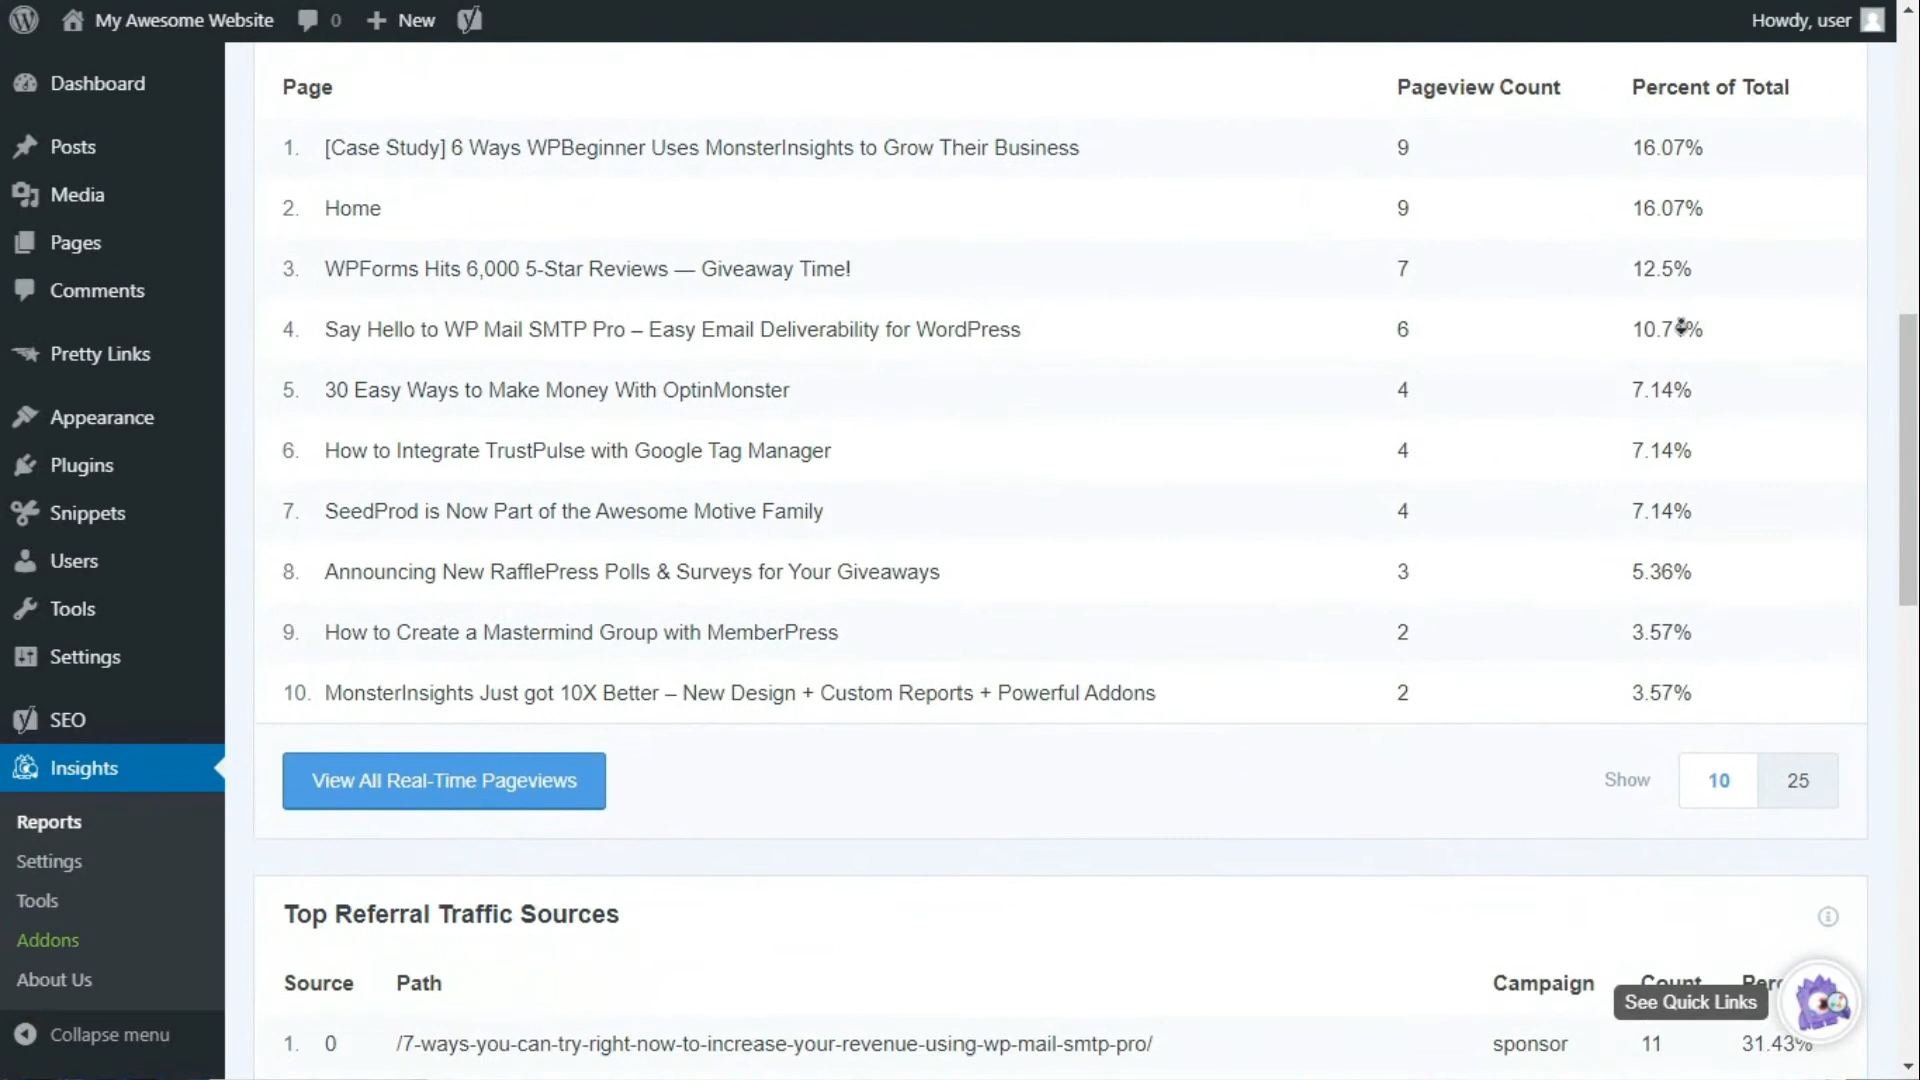 My Awesome Website 0 New Howdy, user
Dashboard
Posts
Media
Pages
Comments
Pretty Links
Appearance
Plugins
Snippets
Users
Tools
Settings
SEO
Insights
Reports
Settings
Tools
Addons
About Us
Collapse menu
Page Pageview Count Percent of Total
1. [Case Study] 6 Ways WPBeginner Uses MonsterInsights to Grow Their Business 9 16.07%
2. Home 9 16.07%
3. WPForms Hits 6,000 5-Star Reviews — Giveaway Time! 7 12.5%
4. Say Hello to WP Mail SMTP Pro – Easy Email Deliverability for WordPress 6
5. 30 Easy Ways to Make Money With OptinMonster 4 7.14%
6. How to Integrate TrustPulse with Google Tag Manager 4 7.14%
7. SeedProd is Now Part of the Awesome Motive Family 4 7.14%
8. Announcing New RafflePress Polls & Surveys for Your Giveaways 3 5.36%
9. How to Create a Mastermind Group with MemberPress 2 3.57%
10. MonsterInsights Just got 10X Better – New Design + Custom Reports + Powerful Addons 2 3.57%
View All Real-Time Pageviews Show 10 25
Top Referral Traffic Sources
Source Path Campaign Count
See Quick Links
1. 0 /7-ways-you-can-try-right-now-to-increase-your-revenue-using-wp-mail-smtp-pro/ sponsor 11 31.43%